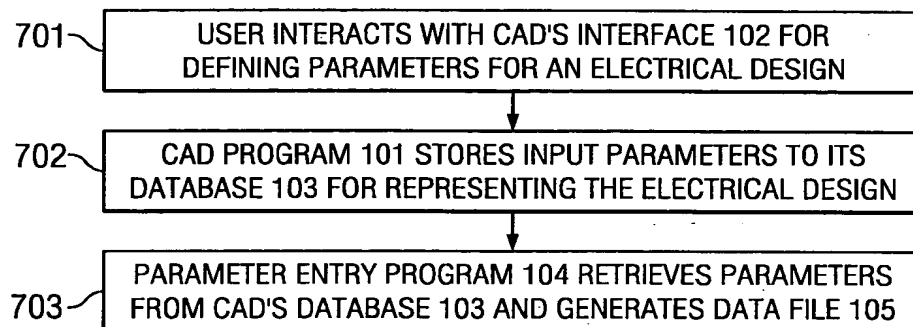 701
USER INTERACTS WITH CAD'S INTERFACE 102 FOR
DEFINING PARAMETERS FOR AN ELECTRICAL DESIGN
702
CAD PROGRAM 101 STORES INPUT PARAMETERS TO ITS
DATABASE 103 FOR REPRESENTING THE ELECTRICAL DESIGN
703
PARAMETER ENTRY PROGRAM 104 RETRIEVES PARAMETERS
FROM CAD'S DATABASE 103 AND GENERATES DATA FILE 105